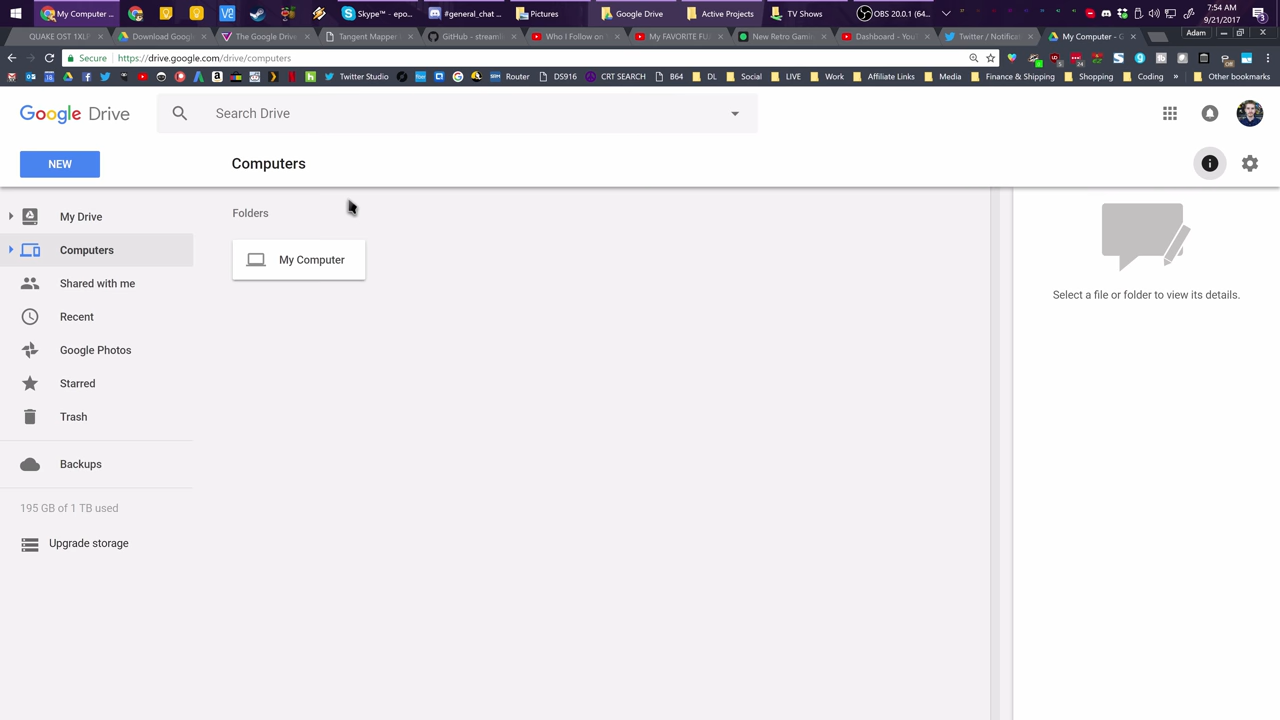 My Computer ...
Skype™ - epo...
#general_chat ...
Pictures
Google Drive
Active Projects
TV Shows
OBS 20.0.1 (64...
7:54 AM
9/21/2017
3
QUAKE OST 1XLP
Download Googl
The Google Drive
Tangent Mapper
GitHub - streaml
Who I Follow on
My FAVORITE FU
New Retro Gamin
Dashboard - You
Twitter / Notificat
My Computer - G
Adam
Secure
https://drive.google.com/drive/computers
Twitter Studio
Router
DS916
CRT SEARCH
B64
DL
Social
LIVE
Work
Affiliate Links
Media
Finance & Shipping
Shopping
Coding
»
Other bookmarks
Google Drive
Search Drive
NEW
Computers
My Drive
Computers
Shared with me
Recent
Google Photos
Starred
Trash
Backups
195 GB of 1 TB used
Upgrade storage
Folders
My Computer
Select a file or folder to view its details.